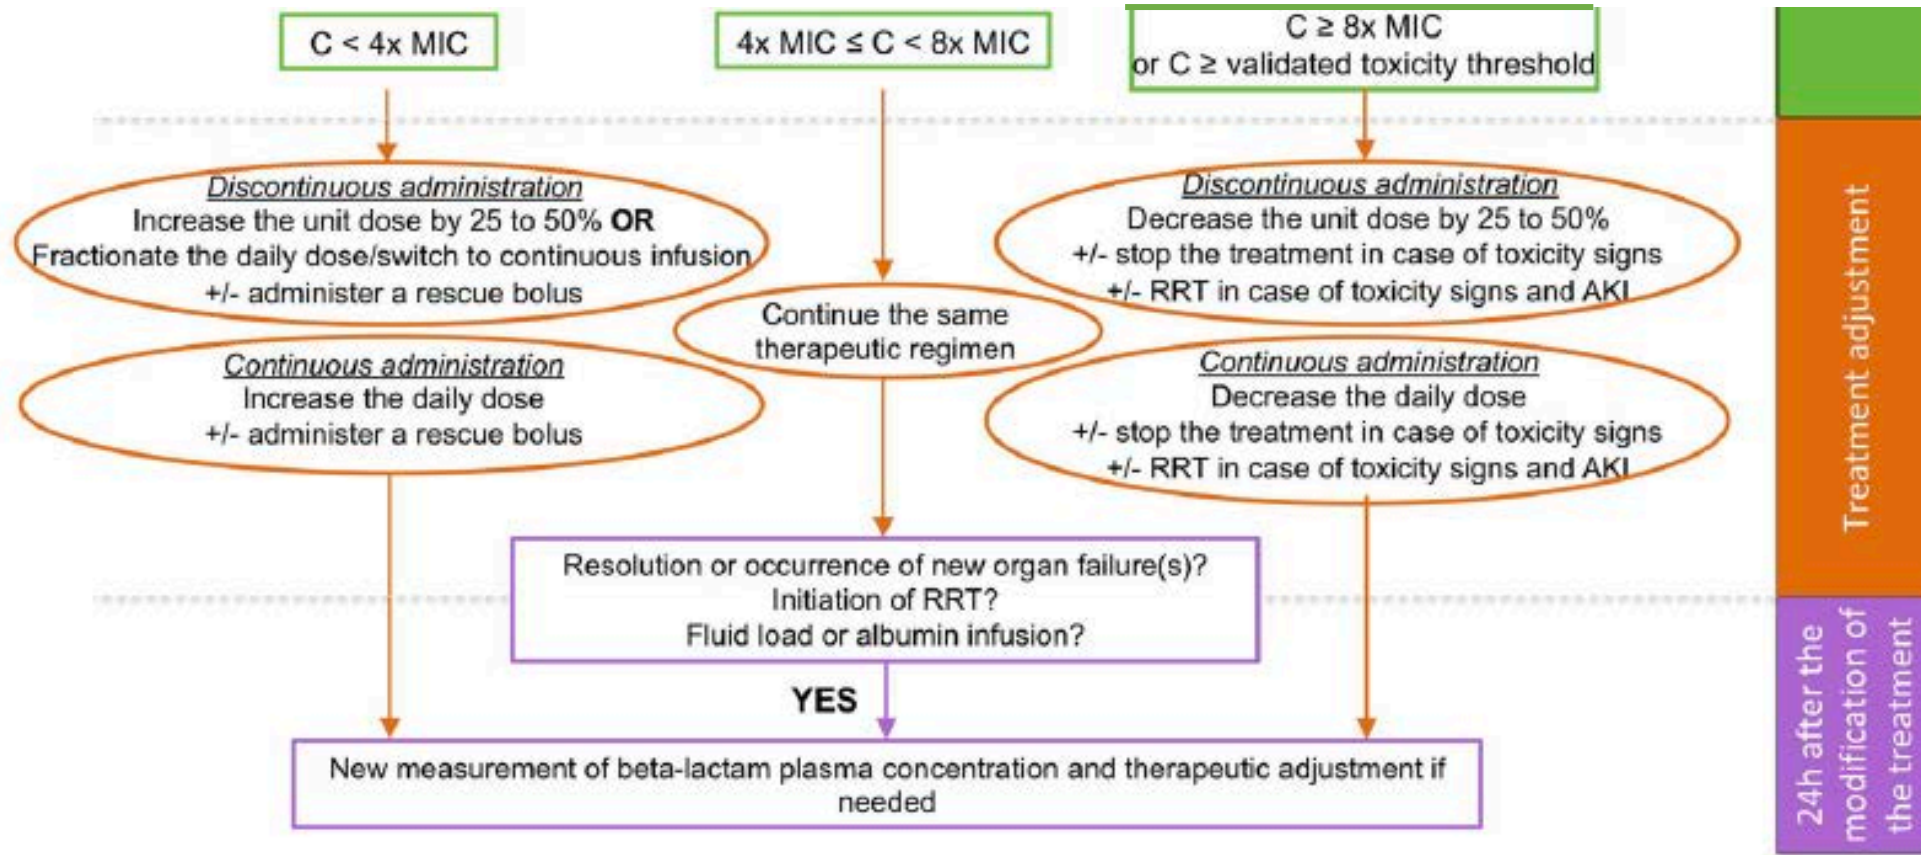 C < 4x MIC
4x MIC ≤ C < 8x MIC
C ≥ 8x MIC
or C ≥ validated toxicity threshold
Discontinuous administration
Increase the unit dose by 25 to 50% OR
Fractionate the daily dose/switch to continuous infusion
+/- administer a rescue bolus
Continuous administration
Increase the daily dose
+/- administer a rescue bolus
Continue the same
therapeutic regimen
Discontinuous administration
Decrease the unit dose by 25 to 50%
+/- stop the treatment in case of toxicity signs
+/- RRT in case of toxicity signs and AKI
Continuous administration
Decrease the daily dose
+/- stop the treatment in case of toxicity signs
+/- RRT in case of toxicity signs and AKI
Treatment adjustment
Resolution or occurrence of new organ failure(s)?
Initiation of RRT?
Fluid load or albumin infusion?
YES
New measurement of beta-lactam plasma concentration and therapeutic adjustment if
needed
24h after the
modification of
the treatment